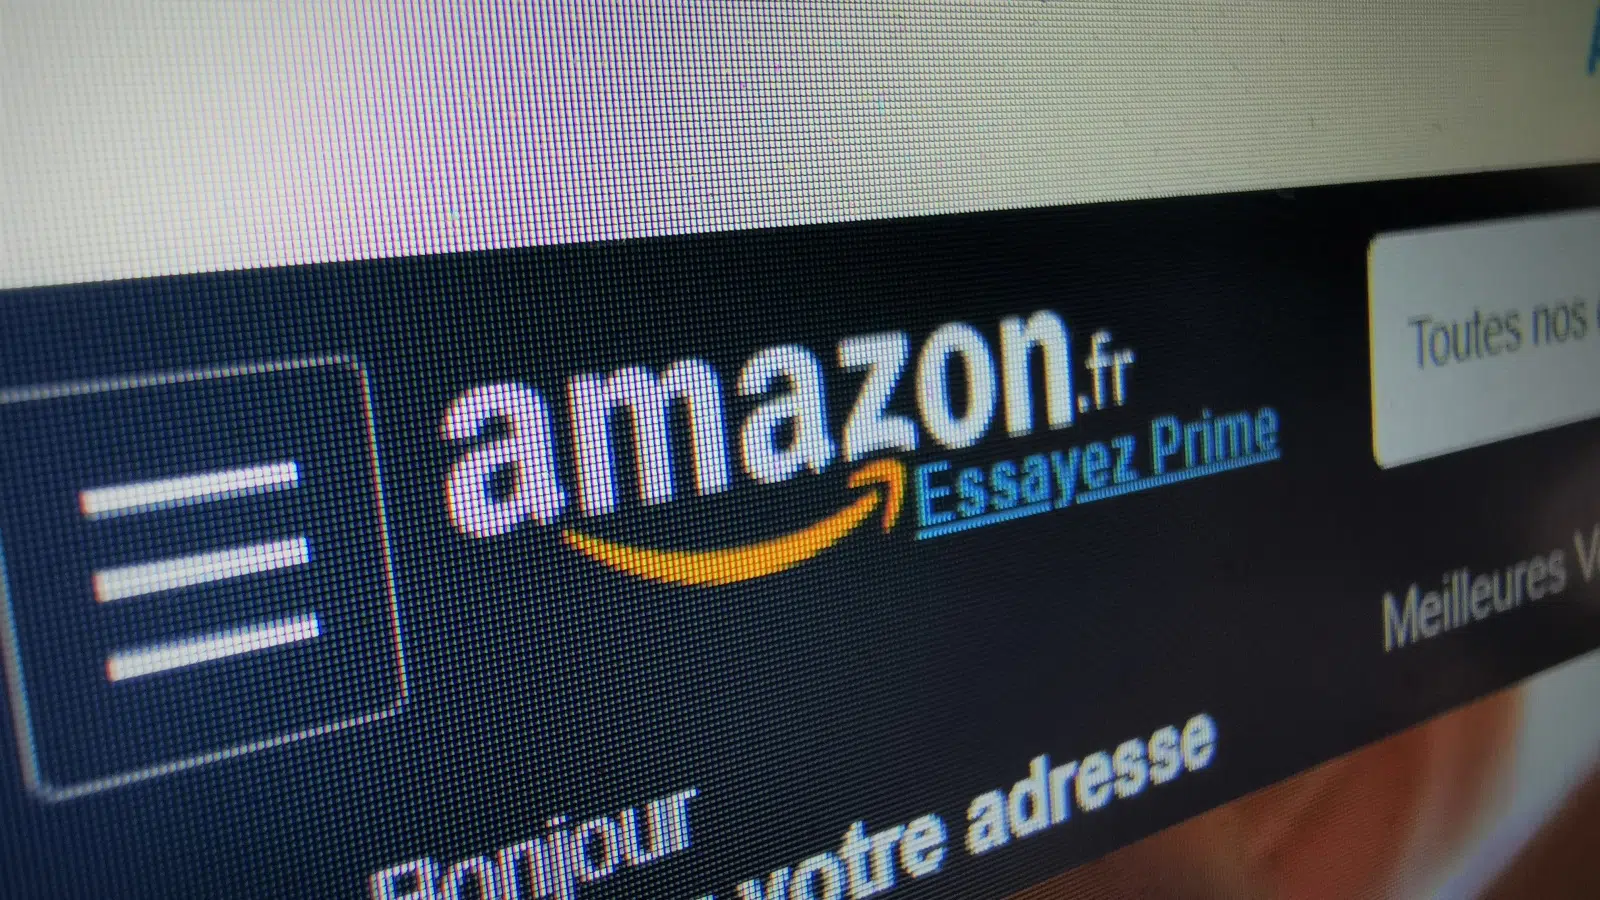 amazon.fr
Essayez Prime
Toutes nos
Meilleures
Bonjour
votre adresse